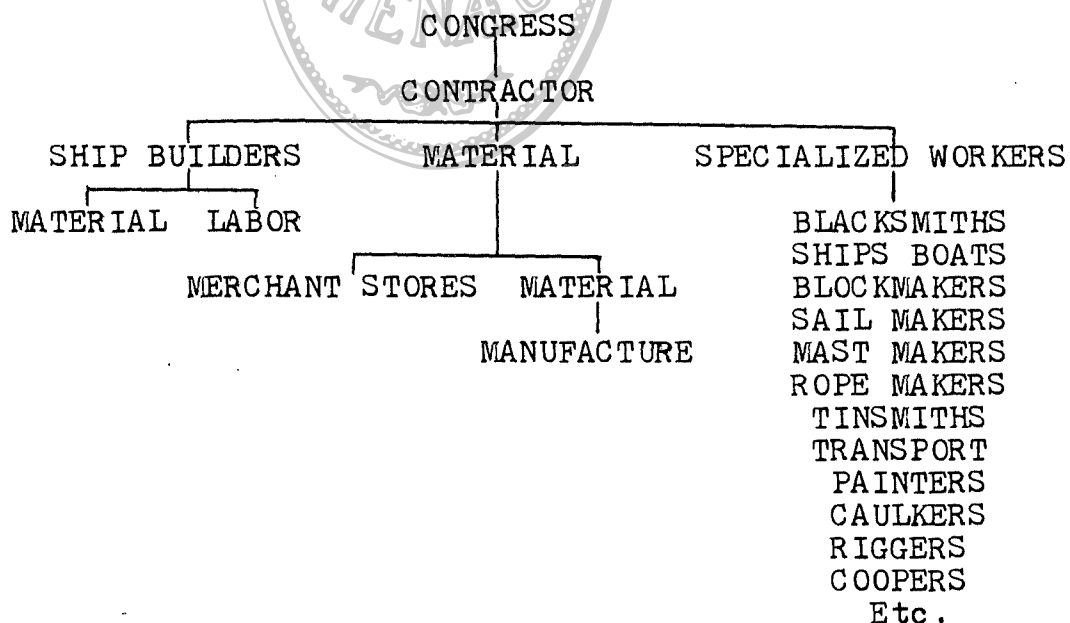 CONGRESS
CONTRACTOR
SHIP BUILDERS MATERIAL SPECIALIZED WORKERS
MATERIAL LABOR
BLACKSMITHS
SHIPS BOATS
MERCHANT STORES MATERIAL
BLOCKMAKERS
SAIL MAKERS
MANUFACTURE
MAST MAKERS
ROPE MAKERS
TINSMITHS
TRANSPORT
PAINTERS
CAULKERS
RIGGERS
COOPERS
Etc.